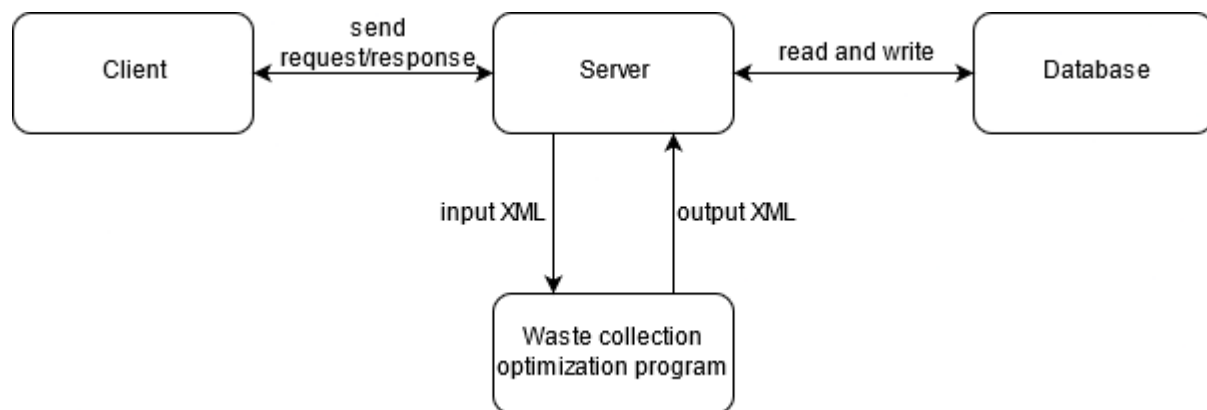 send
request/response
Client
Server
read and write
Database
input XML
output XML
Waste collection
optimization program